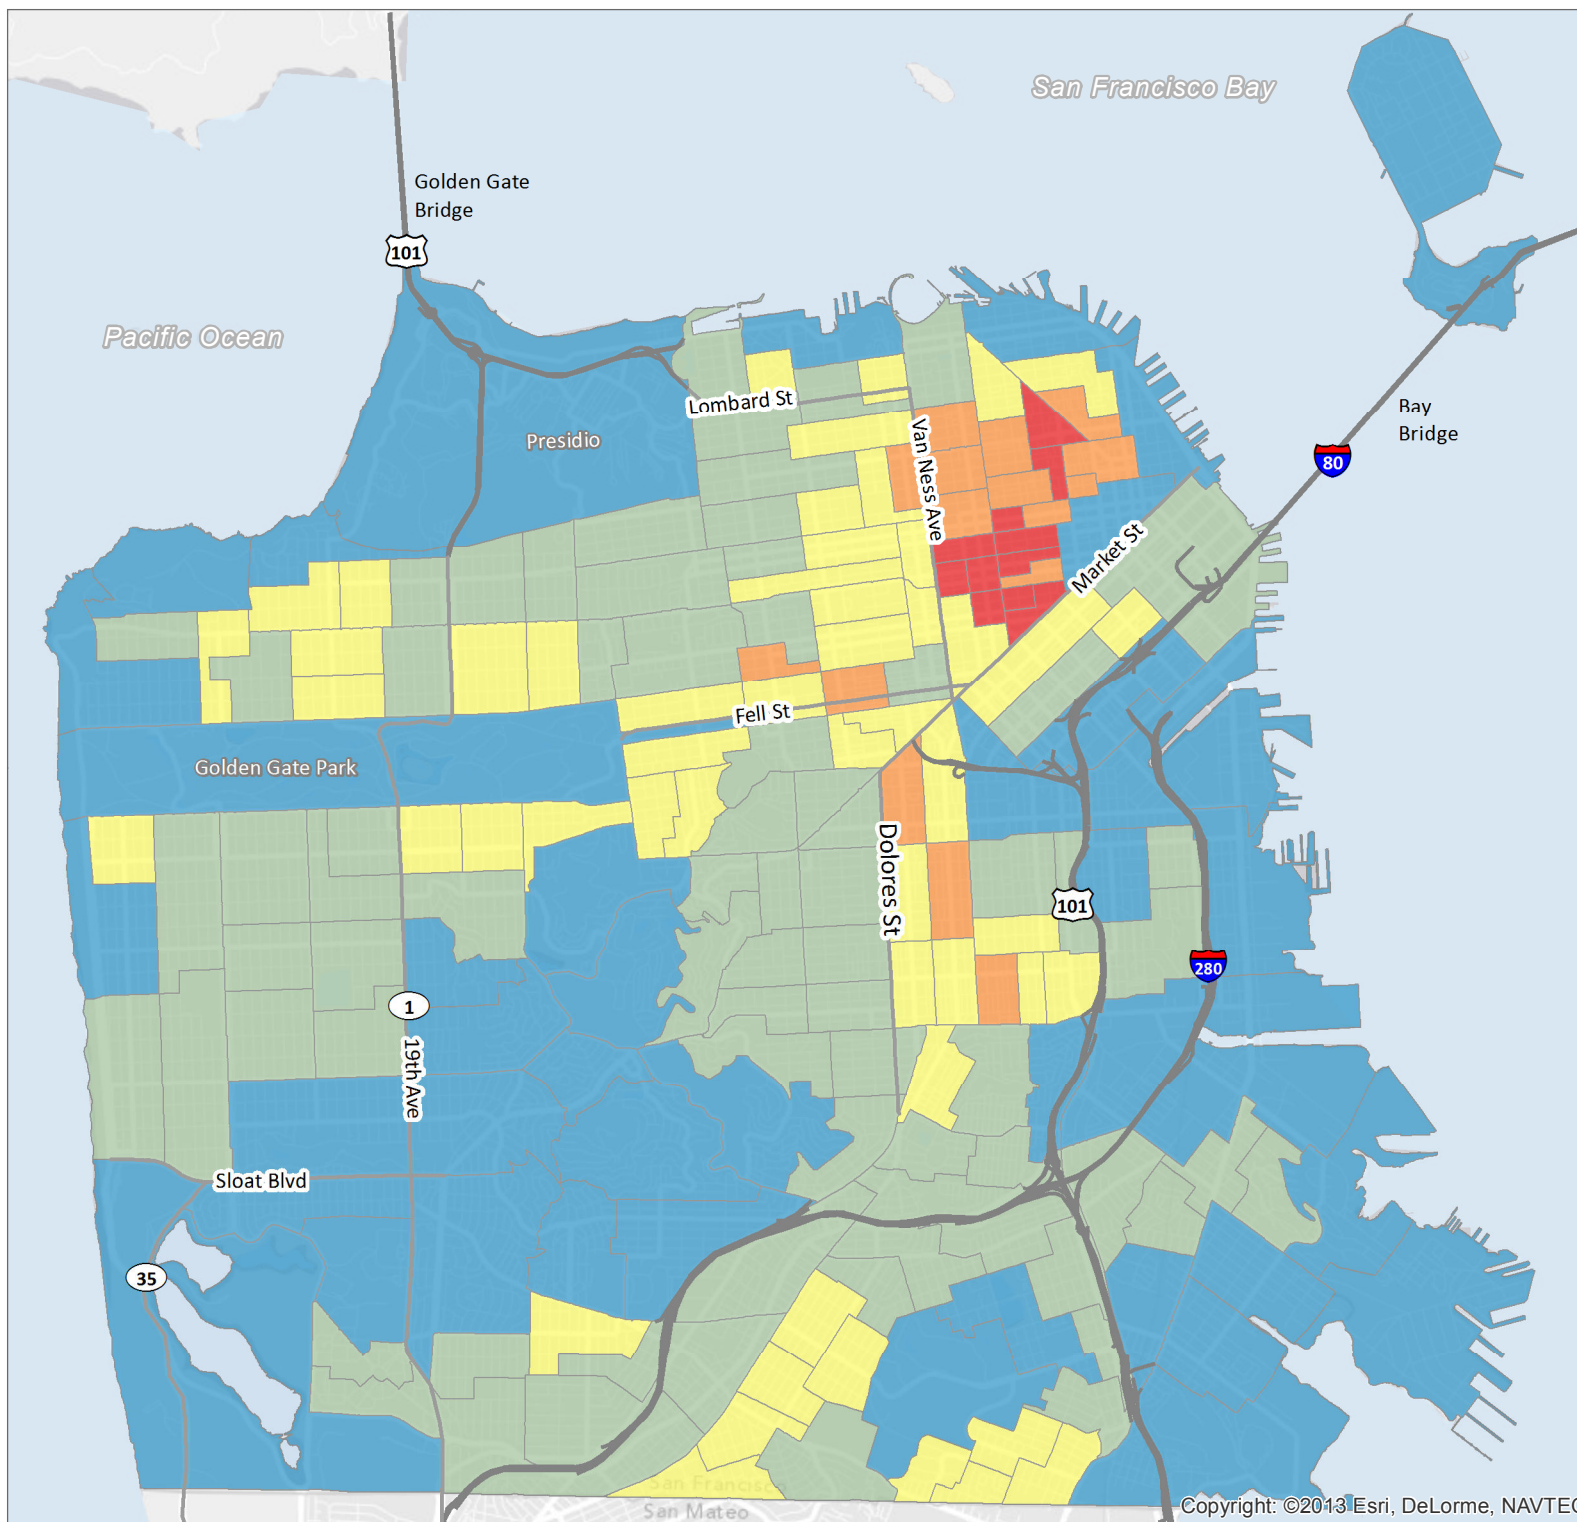 San Francisco Bay
Golden Gate
Bridge
101
Pacific Ocean
Lombard St
Bay
Bridge
Presidio
Van Ness Ave
80
Market St
Fell St
Golden Gate Park
Dolores St
101
280
1
19th Ave
Sloat Blvd
35
San Francisco
San Mateo
Copyright: ©2013 Esri, DeLorme, NAVTEQ